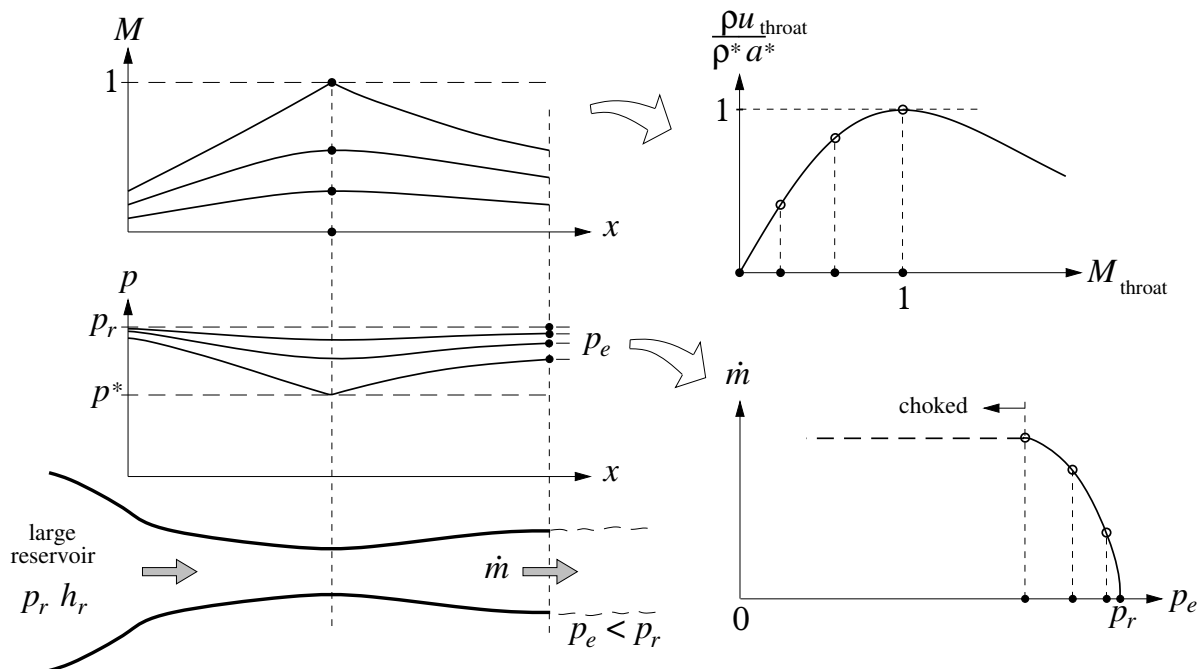 M
1
x
p
p_r
p*
p_e
x
large
reservoir
p_r h_r
ṁ
p_e < p_r
ρu throat
ρ* a*
1
1
M throat
ṁ
choked
0
p_r
p_e